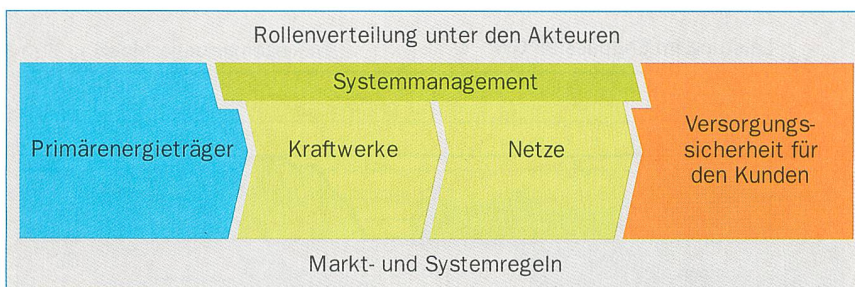 Rollenverteilung unter den Akteuren
Systemmanagement
Primärenergieträger
Kraftwerke
Netze
Versorgungs-
sicherheit für
den Kunden
Markt- und Systemregeln